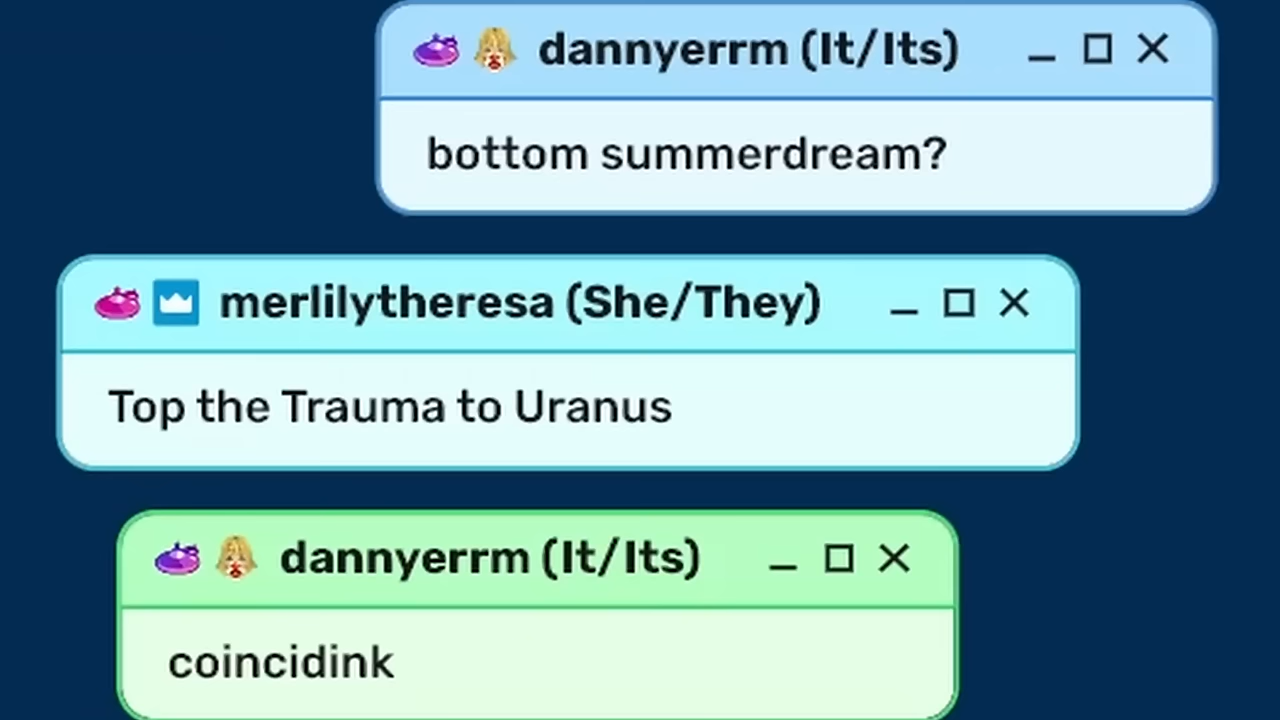 dannyerrm (It/Its)
bottom summerdream?
merlilytheresa (She/They)
Top the Trauma to Uranus
dannyerrm (It/Its)
coincidink